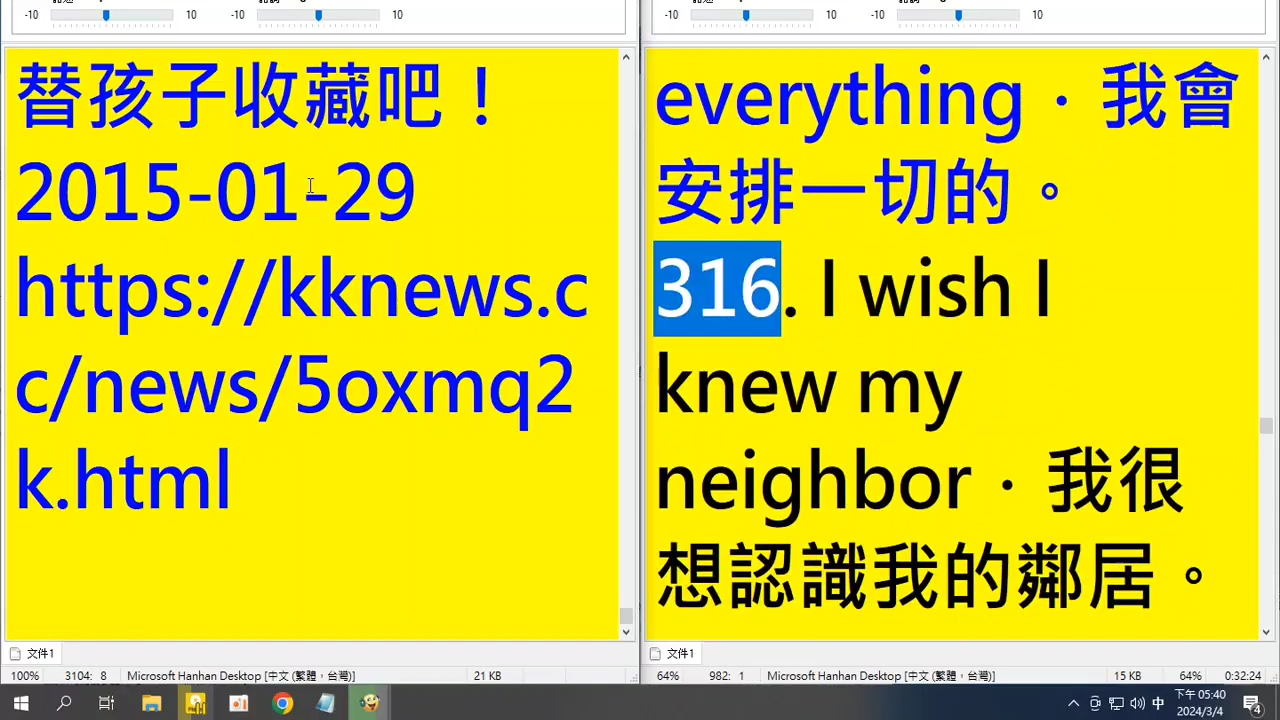 -10 10 -10 10
替孩子收藏吧！
2015-01-29
https://kknews.c
c/news/5oxmq2
k.html
文件1
100% 3104: 8 Microsoft Hanhan Desktop [中文 (繁體，台灣)] 21 KB
-10 10 -10 10
everything．我會
安排一切的。
316. I wish I
knew my
neighbor．我很
想認識我的鄰居。
文件1
64% 982: 1 Microsoft Hanhan Desktop [中文 (繁體，台灣)] 15 KB 64% 0:32:24
中 下午 05:40
2024/3/4
4